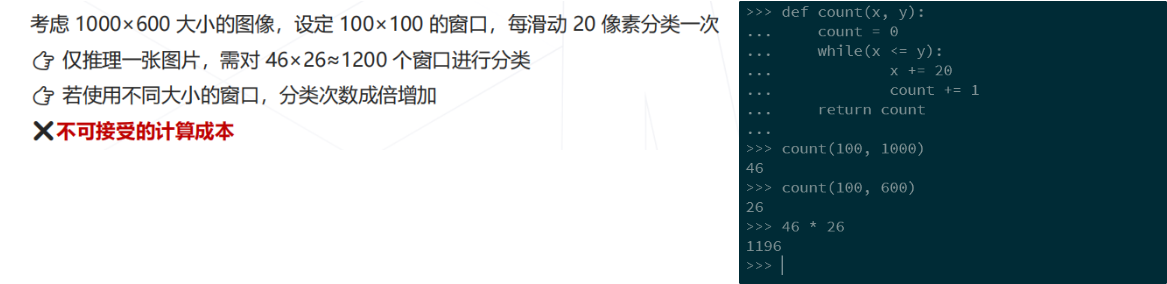 考虑 1000×600 大小的图像，设定 100×100 的窗口，每滑动 20 像素分类一次
👉 仅推理一张图片，需对 46×26≈1200 个窗口进行分类
👉 若使用不同大小的窗口，分类次数成倍增加
❌不可接受的计算成本
>>> def count(x, y):
...     count = 0
...     while(x <= y):
...             x += 20
...             count += 1
...     return count
...
>>> count(100, 1000)
46
>>> count(100, 600)
26
>>> 46 * 26
1196
>>>